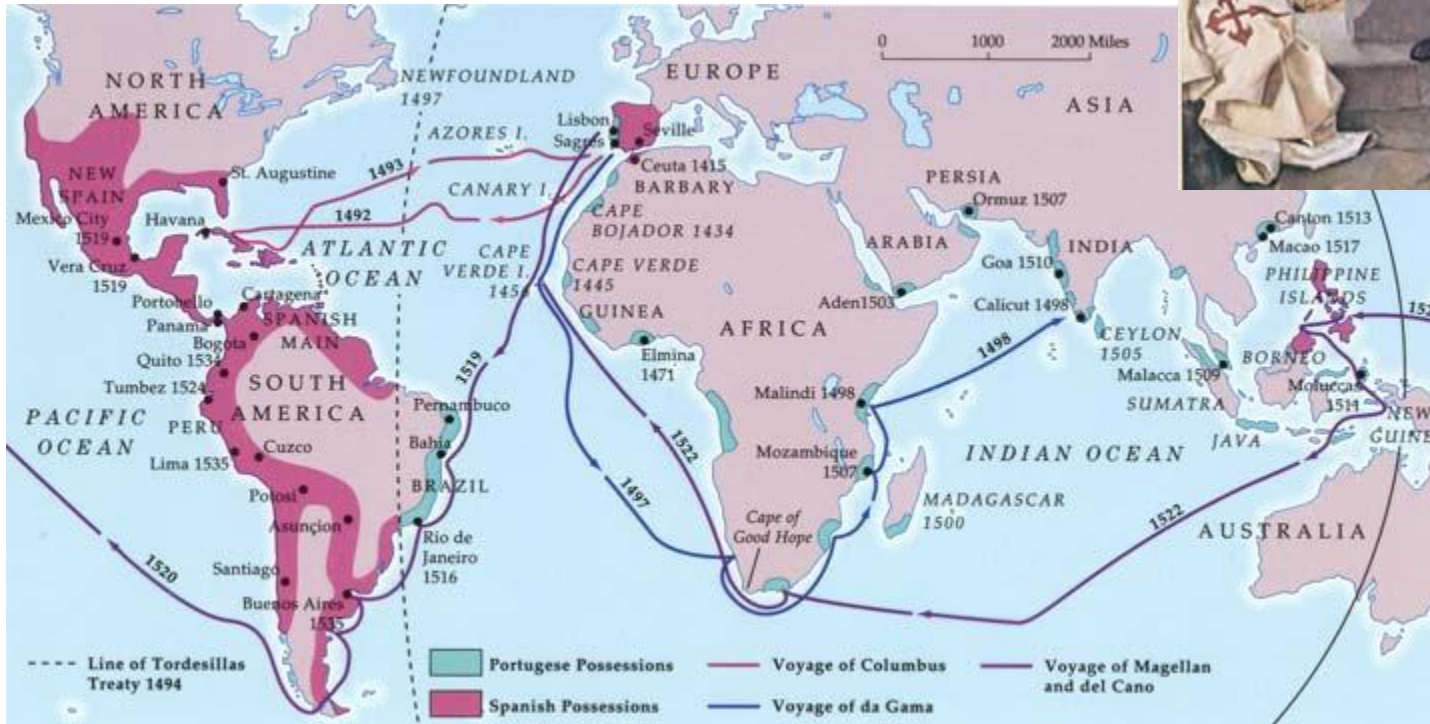 NORTH
AMERICA
NEWFOUNDLAND
1497
EUROPE
0 1000 2000 Miles
ASIA
AZORES I.
Lisbon
Sagres
Seville
Ceuta 1415
BARBARY
CANARY I.
1493
1492
NEW
SPAIN
St. Augustine
Mexico City
1519
Havana
Vera Cruz
1519
ATLANTIC
OCEAN
CAPE
BOJADOR 1434
CAPE
VERDE I.
CAPE VERDE
1445
PERSIA
Ormuz 1507
ARABIA
INDIA
Goa 1510
Canton 1513
Macao 1517
PHILIPPINE
ISLANDS
Portobello
Cartagena
Panama
SPANISH
MAIN
Bogota
Quito 1534
Tumbez 1524
GUINEA
Elmina
1471
AFRICA
Aden1503
Calicut 1498
CEYLON
1505
BORNEO
Malacca 1509
Moluccas
1511
SUMATRA
NEW
GUINE
JAVA
1498
1519
SOUTH
AMERICA
Pernambuco
Malindi 1498
PACIFIC
OCEAN
PERU
Cuzco
Lima 1535
Bahia
BRAZIL
Mozambique
1507
INDIAN OCEAN
1522
1497
Potosi
Asunçion
MADAGASCAR
1500
Rio de
Janeiro
1516
Cape of
Good Hope
1522
AUSTRALIA
1520
Santiago
Buenos Aires
1535
Line of Tordesillas
Treaty 1494
Portugese Possessions
Spanish Possessions
Voyage of Columbus
Voyage of da Gama
Voyage of Magellan
and del Cano